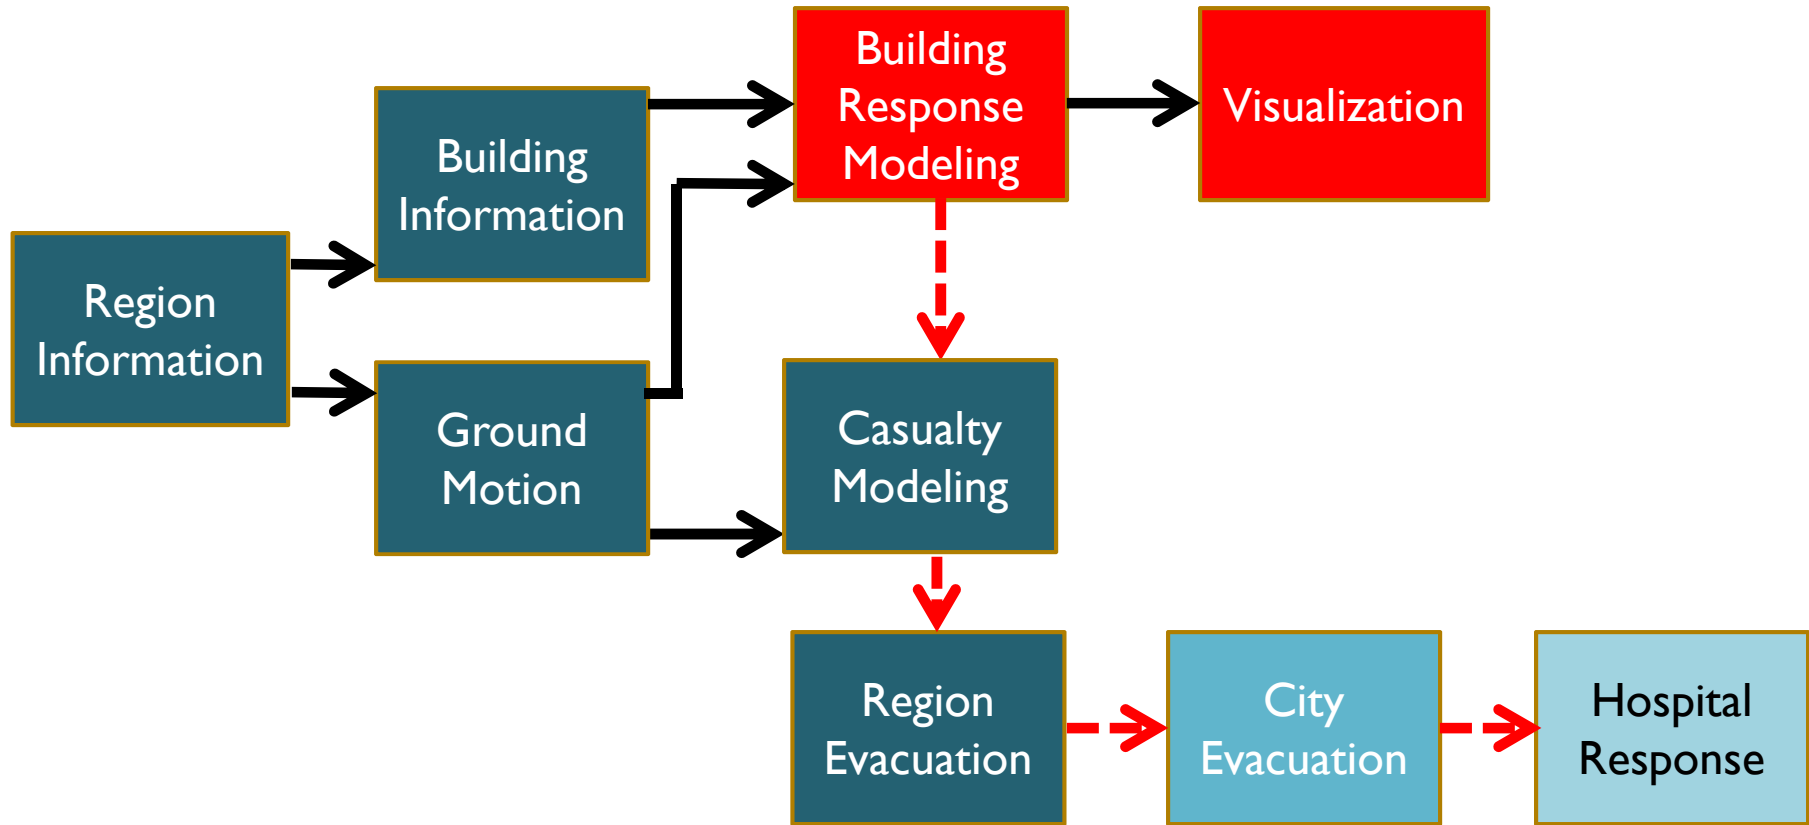 Building
Response
Modeling
Visualization
Building
Information
Region
Information
Ground
Motion
Casualty
Modeling
Region
Evacuation
City
Evacuation
Hospital
Response